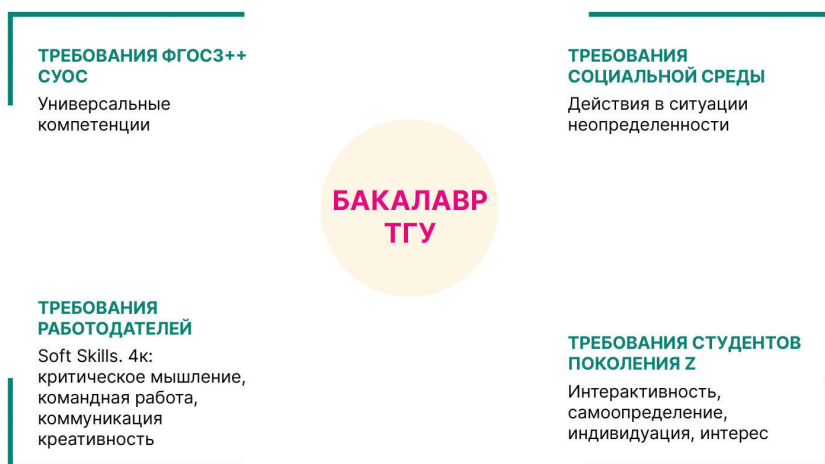 ТРЕБОВАНИЯ ФГОС3++
СУОС
Универсальные
компетенции
ТРЕБОВАНИЯ
СОЦИАЛЬНОЙ СРЕДЫ
Действия в ситуации
неопределенности
БАКАЛАВР
ТГУ
ТРЕБОВАНИЯ
РАБОТОДАТЕЛЕЙ
Soft Skills. 4к:
критическое мышление,
командная работа,
коммуникация
креативность
ТРЕБОВАНИЯ СТУДЕНТОВ
ПОКОЛЕНИЯ Z
Интерактивность,
самоопределение,
индивидуация, интерес